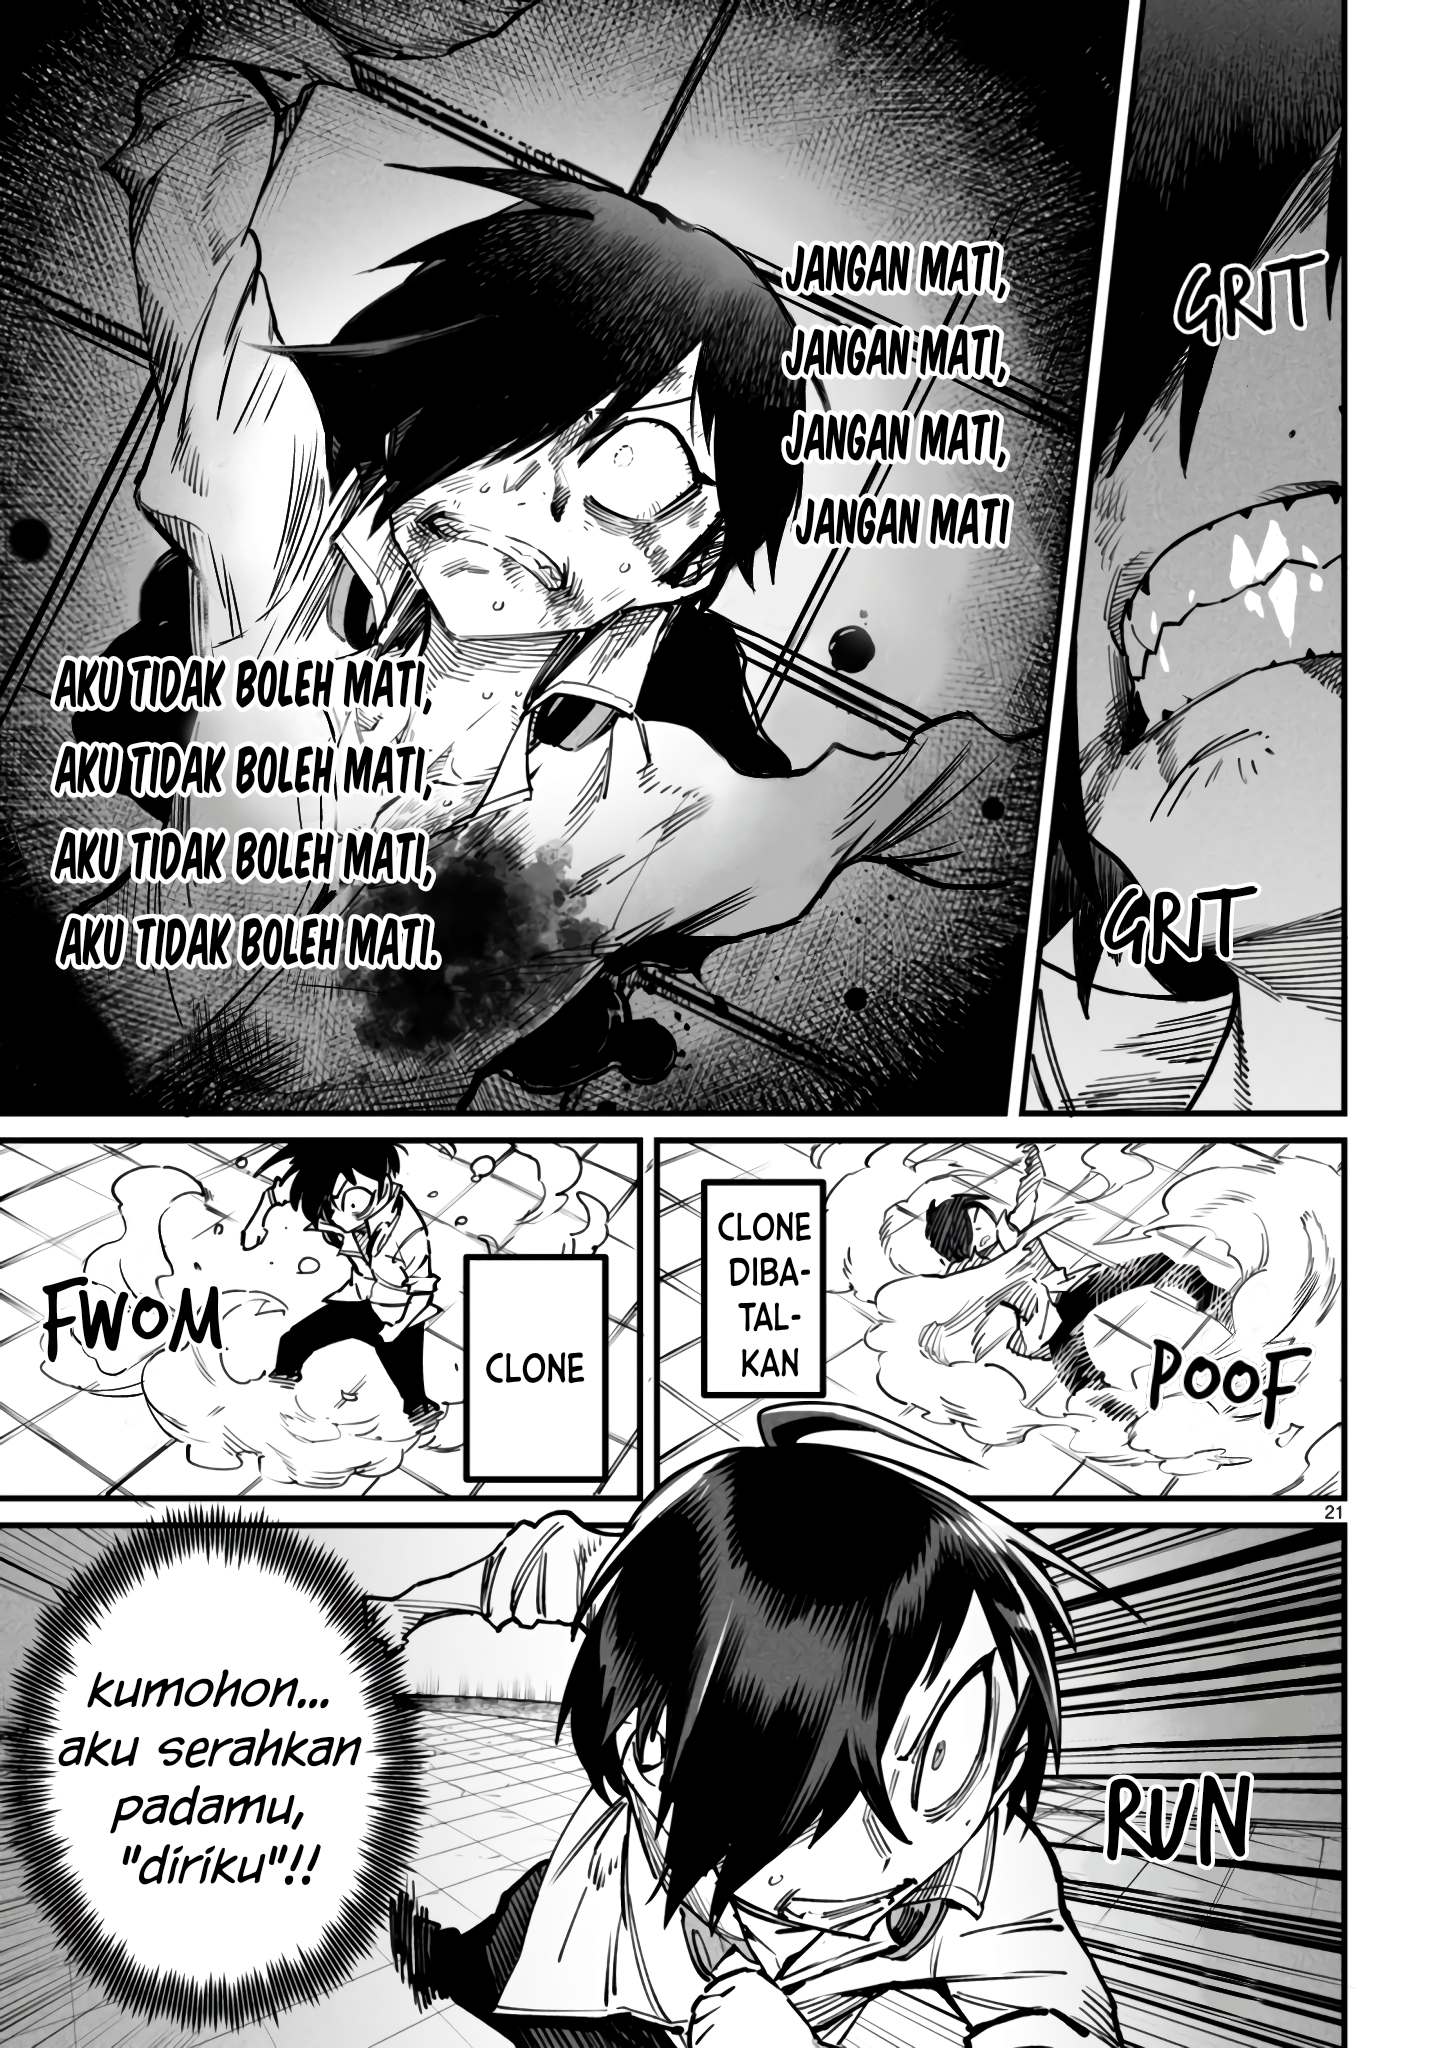 GRIT
GRIT
JANGAN MATI,
JANGAN MATI,
JANGAN MATI,
JANGAN MATI
AKU TIDAK BOLEH MATI,
AKU TIDAK BOLEH MATI,
AKU TIDAK BOLEH MATI,
AKU TIDAK BOLEH MATI.
CLONE
DIBA-
TAL-
KAN
POOF
CLONE
FWOM
21
RUN
kumohon...
aku serahkan
padamu,
"diriku"!!